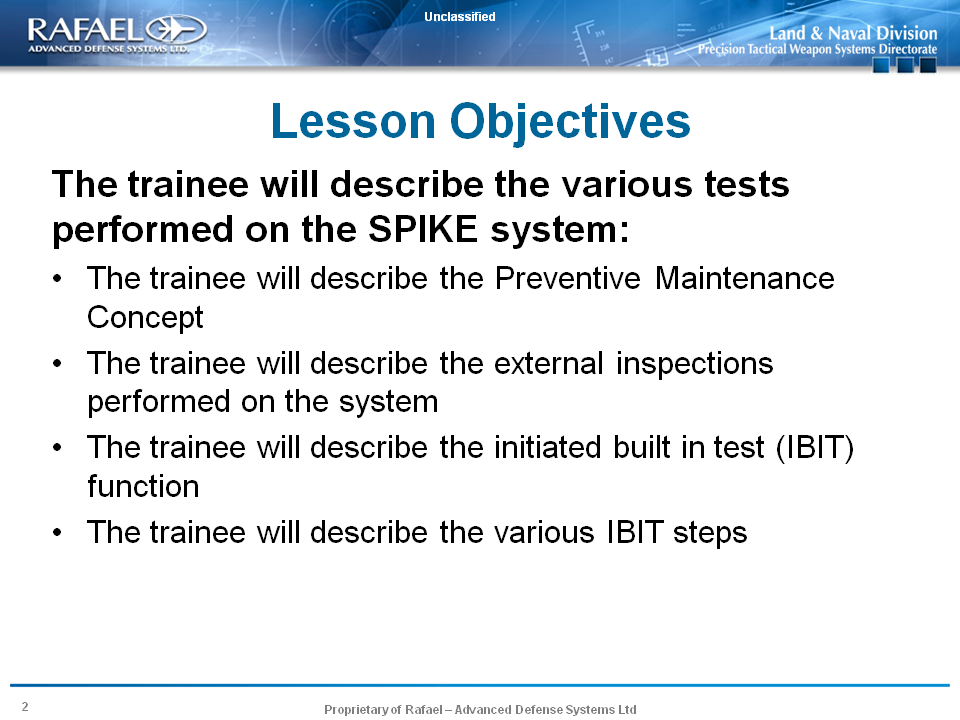 Unclassified
RAFAEL
ADVANCED DEFENSE SYSTEMS LTD.
Land & Naval Division
Precision Tactical Weapon Systems Directorate
Lesson Objectives
The trainee will describe the various tests
performed on the SPIKE system:
• The trainee will describe the Preventive Maintenance
Concept
• The trainee will describe the external inspections
performed on the system
• The trainee will describe the initiated built in test (IBIT)
function
• The trainee will describe the various IBIT steps
2
Proprietary of Rafael – Advanced Defense Systems Ltd